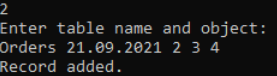 2
Enter table name and object:
Orders 21.09.2021 2 3 4
Record added.